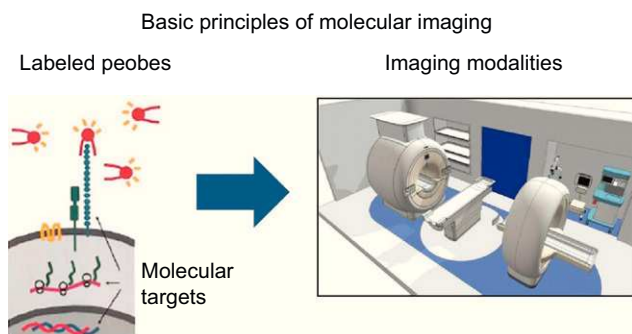 Basic principles of molecular imaging
Labeled peobes
Imaging modalities
Molecular
targets